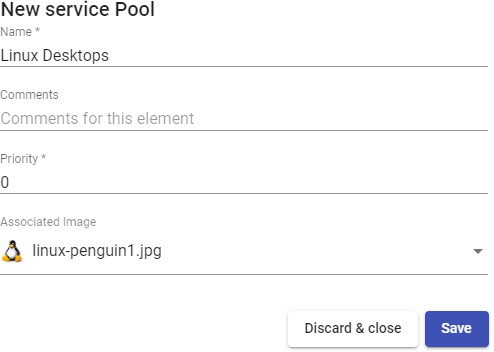 New service Pool
Name *
Linux Desktops
Comments
Comments for this element
Priority *
0
Associated Image
linux-penguin1.jpg
Discard & close
Save